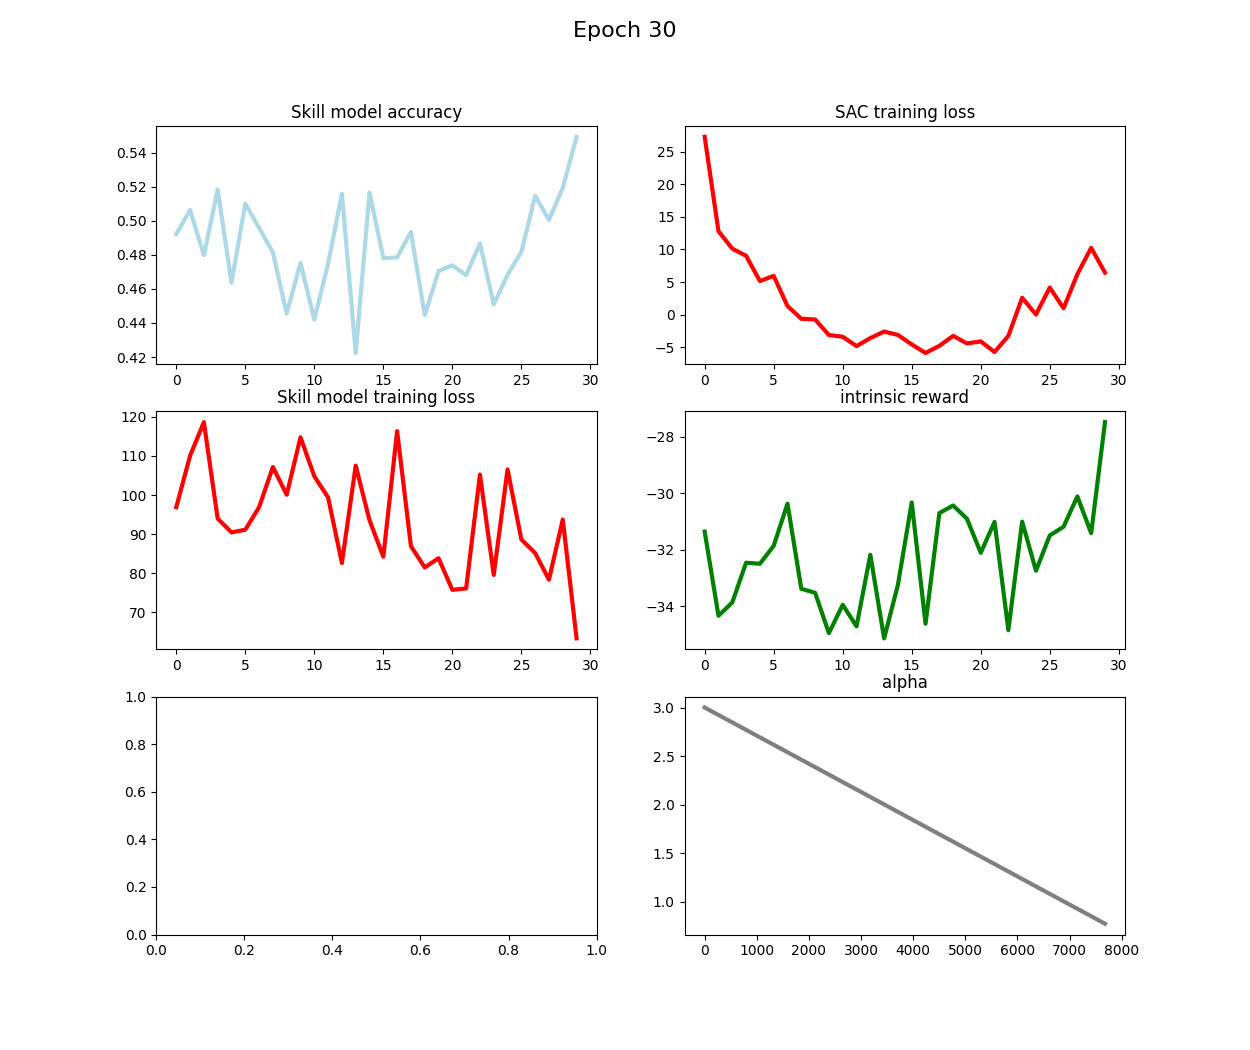 Epoch 30
Skill model accuracy
0.54
0.52
0.50
0.48
0.46
0.44
0.42
0 5 10 15 20 25 30
SAC training loss
25
20
15
10
5
0
−5
0 5 10 15 20 25 30
Skill model training loss
120
110
100
90
80
70
0 5 10 15 20 25 30
intrinsic reward
−28
−30
−32
−34
0 5 10 15 20 25 30
1.0
0.8
0.6
0.4
0.2
0.0
0.0 0.2 0.4 0.6 0.8 1.0
alpha
3.0
2.5
2.0
1.5
1.0
0 1000 2000 3000 4000 5000 6000 7000 8000